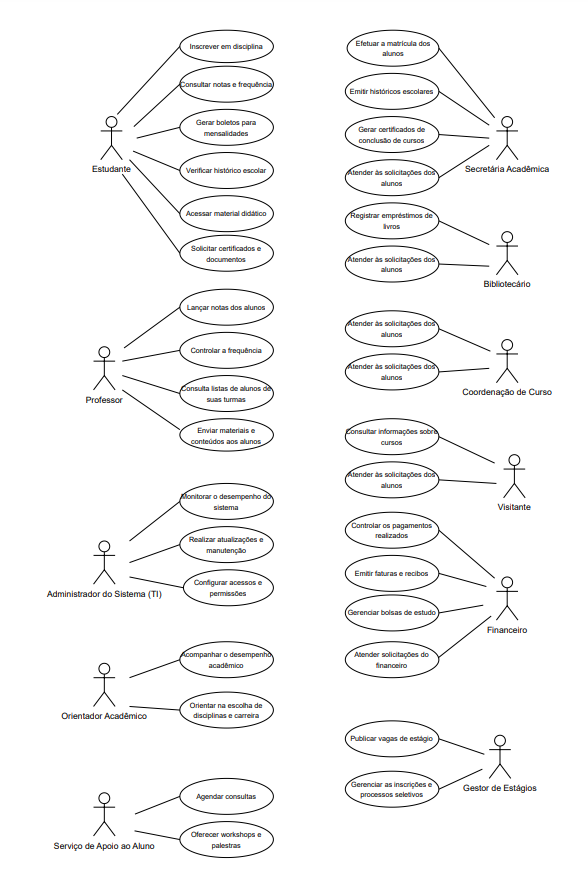 Inscrever em disciplina
Consultar notas e frequência
Gerar boletos para
mensalidades
Estudante
Verificar histórico escolar
Acessar material didático
Solicitar certificados e
documentos
Lançar notas dos alunos
Controlar a frequência
Professor
Consulta listas de alunos de
suas turmas
Enviar materiais e
conteúdos aos alunos
Monitorar o desempenho do
sistema
Realizar atualizações e
manutenção
Administrador do Sistema (TI)
Configurar acessos e
permissões
Acompanhar o desempenho
acadêmico
Orientador Acadêmico
Orientar na escolha de
disciplinas e carreira
Agendar consultas
Serviço de Apoio ao Aluno
Oferecer workshops e
palestras
Efetuar a matrícula dos
alunos
Emitir históricos escolares
Gerar certificados de
conclusão de cursos
Secretária Acadêmica
Atender às solicitações dos
alunos
Registrar empréstimos de
livros
Atender às solicitações dos
alunos
Bibliotecário
Atender às solicitações dos
alunos
Atender às solicitações dos
alunos
Coordenação de Curso
Consultar informações sobre
cursos
Atender às solicitações dos
alunos
Visitante
Controlar os pagamentos
realizados
Emitir faturas e recibos
Gerenciar bolsas de estudo
Financeiro
Atender solicitações do
financeiro
Publicar vagas de estágio
Gerenciar as inscrições e
processos seletivos
Gestor de Estágios